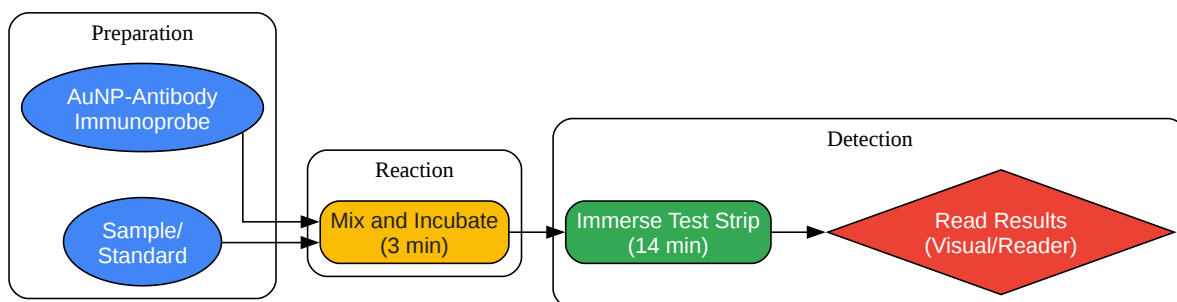 Preparation
AuNP-Antibody
Immunoprobe
Sample/
Standard
Reaction
Mix and Incubate
(3 min)
Detection
Immerse Test Strip
(14 min)
Read Results
(Visual/Reader)